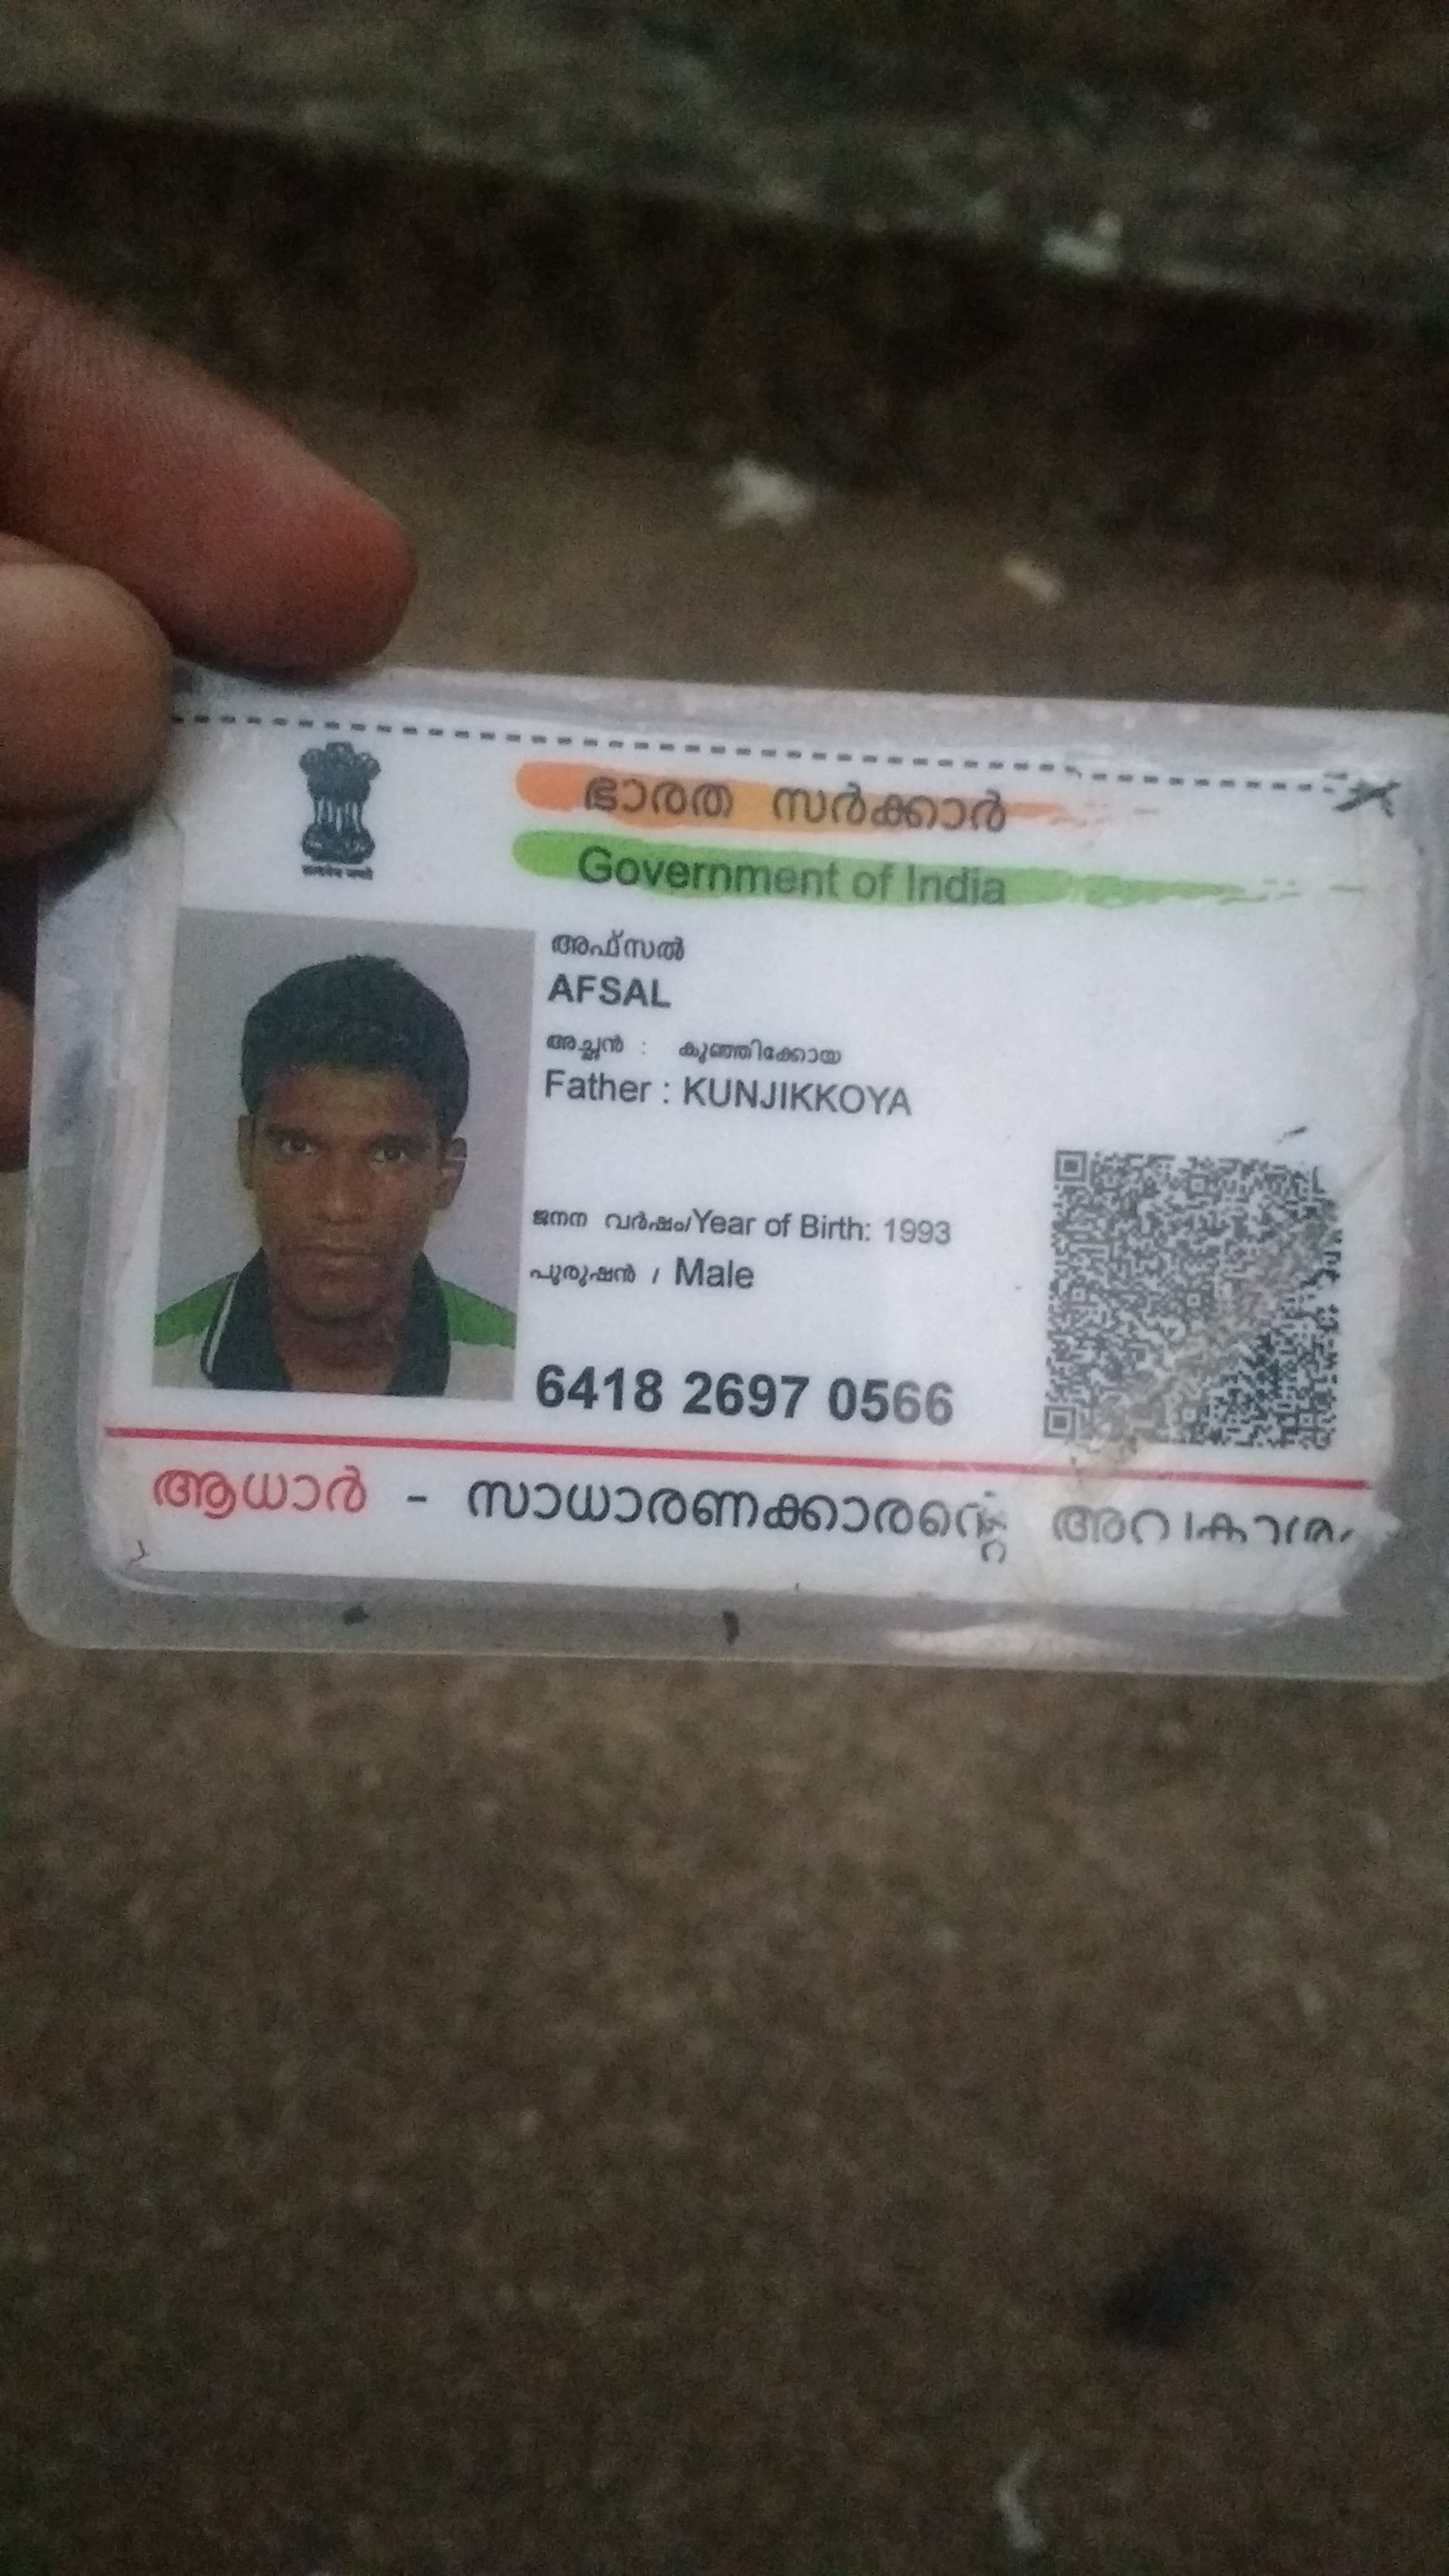 ഭാരത സർക്കാർ
Government of India
അഫ്സൽ
AFSAL
അച്ഛൻ : കുഞ്ഞിക്കോയ
Father : KUNJIKKOYA
ജനന വർഷം/Year of Birth: 1993
പുരുഷൻ / Male
6418 2697 0566
ആധാർ - സാധാരണക്കാരന്റെ